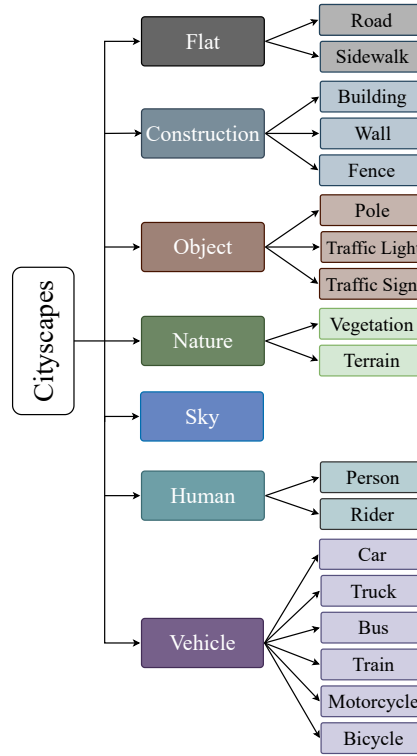 Cityscapes
Flat
Road
Sidewalk
Construction
Building
Wall
Fence
Object
Pole
Traffic Light
Traffic Sign
Nature
Vegetation
Terrain
Sky
Human
Person
Rider
Vehicle
Car
Truck
Bus
Train
Motorcycle
Bicycle